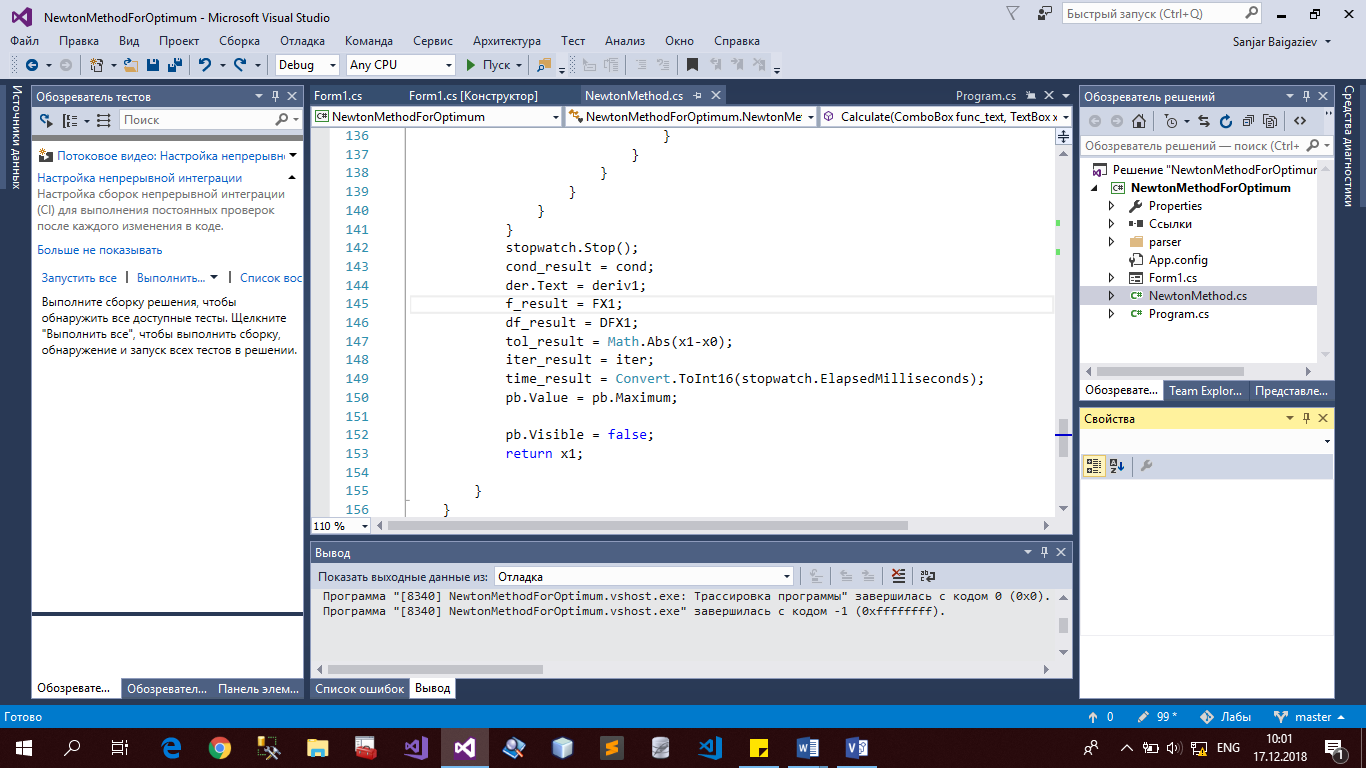 NewtonMethodForOptimum - Microsoft Visual Studio
Быстрый запуск (Ctrl+Q)
Файл Правка Вид Проект Сборка Отладка Команда Сервис Архитектура Тест Анализ Окно Справка
Sanjar Baigaziev
Debug Any CPU Пуск
Источники данных
Обозреватель тестов
Поиск
Потоковое видео: Настройка непрерывн
Настройка непрерывной интеграции
Настройка сборок непрерывной интеграции
(CI) для выполнения постоянных проверок
после каждого изменения в коде.
Больше не показывать
Запустить все Выполнить... Список вос
Выполните сборку решения, чтобы
обнаружить все доступные тесты. Щелкните
"Выполнить все", чтобы выполнить сборку,
обнаружение и запуск всех тестов в решении.
Обозревате... Обозревател... Панель элем...
Form1.cs Form1.cs [Конструктор] NewtonMethod.cs Program.cs
NewtonMethodForOptimum NewtonMethodForOptimum.NewtonMet Calculate(ComboBox func_text, TextBox x
136 }
137 }
138 }
139 }
140 }
141 }
142 stopwatch.Stop();
143 cond_result = cond;
144 der.Text = deriv1;
145 f_result = FX1;
146 df_result = DFX1;
147 tol_result = Math.Abs(x1-x0);
148 iter_result = iter;
149 time_result = Convert.ToInt16(stopwatch.ElapsedMilliseconds);
150 pb.Value = pb.Maximum;
151
152 pb.Visible = false;
153 return x1;
154
155 }
156 }
110 %
Вывод
Показать выходные данные из: Отладка
Программа "[8340] NewtonMethodForOptimum.vshost.exe: Трассировка программы" завершилась с кодом 0 (0x0).
Программа "[8340] NewtonMethodForOptimum.vshost.exe" завершилась с кодом -1 (0xffffffff).
Список ошибок Вывод
Обозреватель решений
Обозреватель решений — поиск (Ctrl+
Решение "NewtonMethodForOptimum
NewtonMethodForOptimum
Properties
Ссылки
parser
App.config
Form1.cs
NewtonMethod.cs
Program.cs
Обозревате... Team Explor... Представле...
Свойства
Средства диагностики
Готово
0 99* Лабы master
ENG
10:01
17.12.2018
1